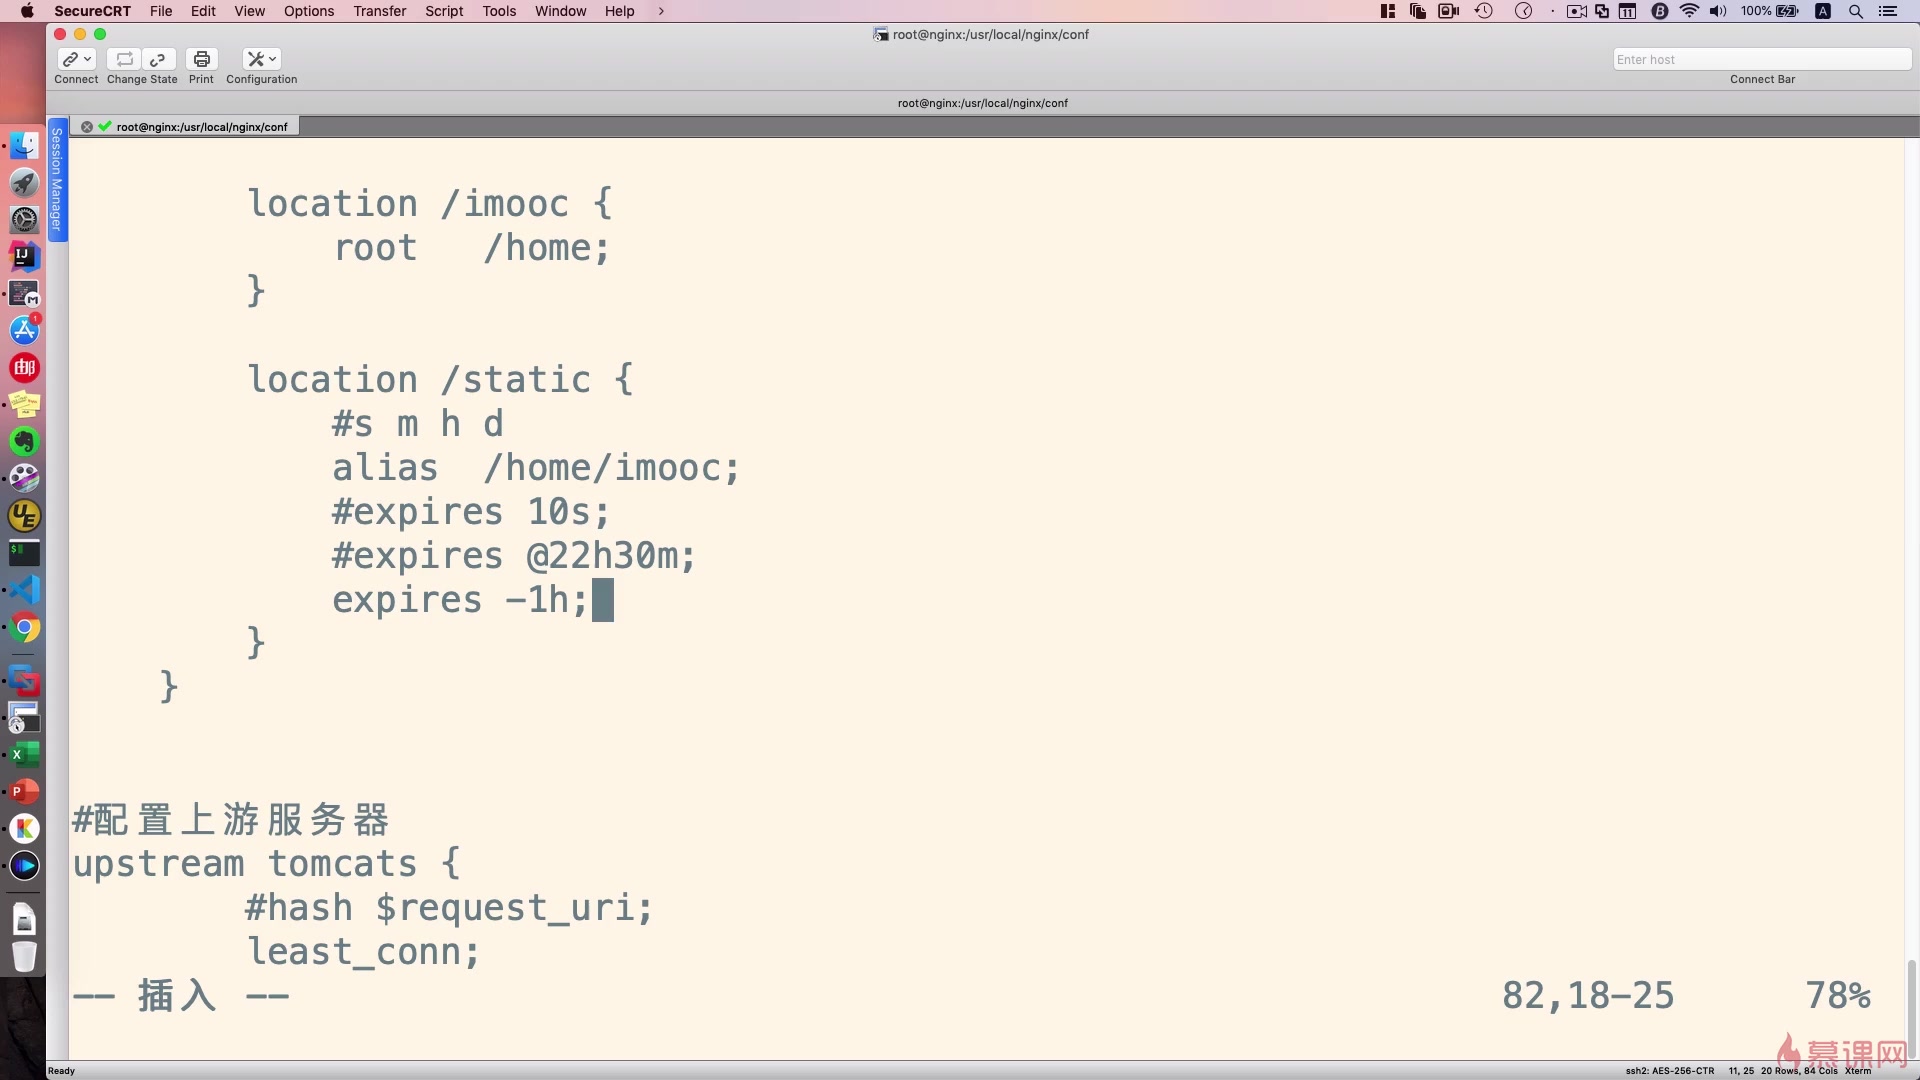 SecureCRT File Edit View Options Transfer Script Tools Window Help 11 100% A
root@nginx:/usr/local/nginx/conf
Connect Change State Print Configuration
Enter host
Connect Bar
root@nginx:/usr/local/nginx/conf
root@nginx:/usr/local/nginx/conf
Session Manager
location /imooc {
root /home;
}
location /static {
#s m h d
alias /home/imooc;
#expires 10s;
#expires @22h30m;
expires -1h;
}
}
#配置上游服务器
upstream tomcats {
#hash $request_uri;
least_conn;
-- 插入 -- 82,18-25 78%
慕课网
Ready ssh2: AES-256-CTR 11, 25 20 Rows, 84 Cols Xterm